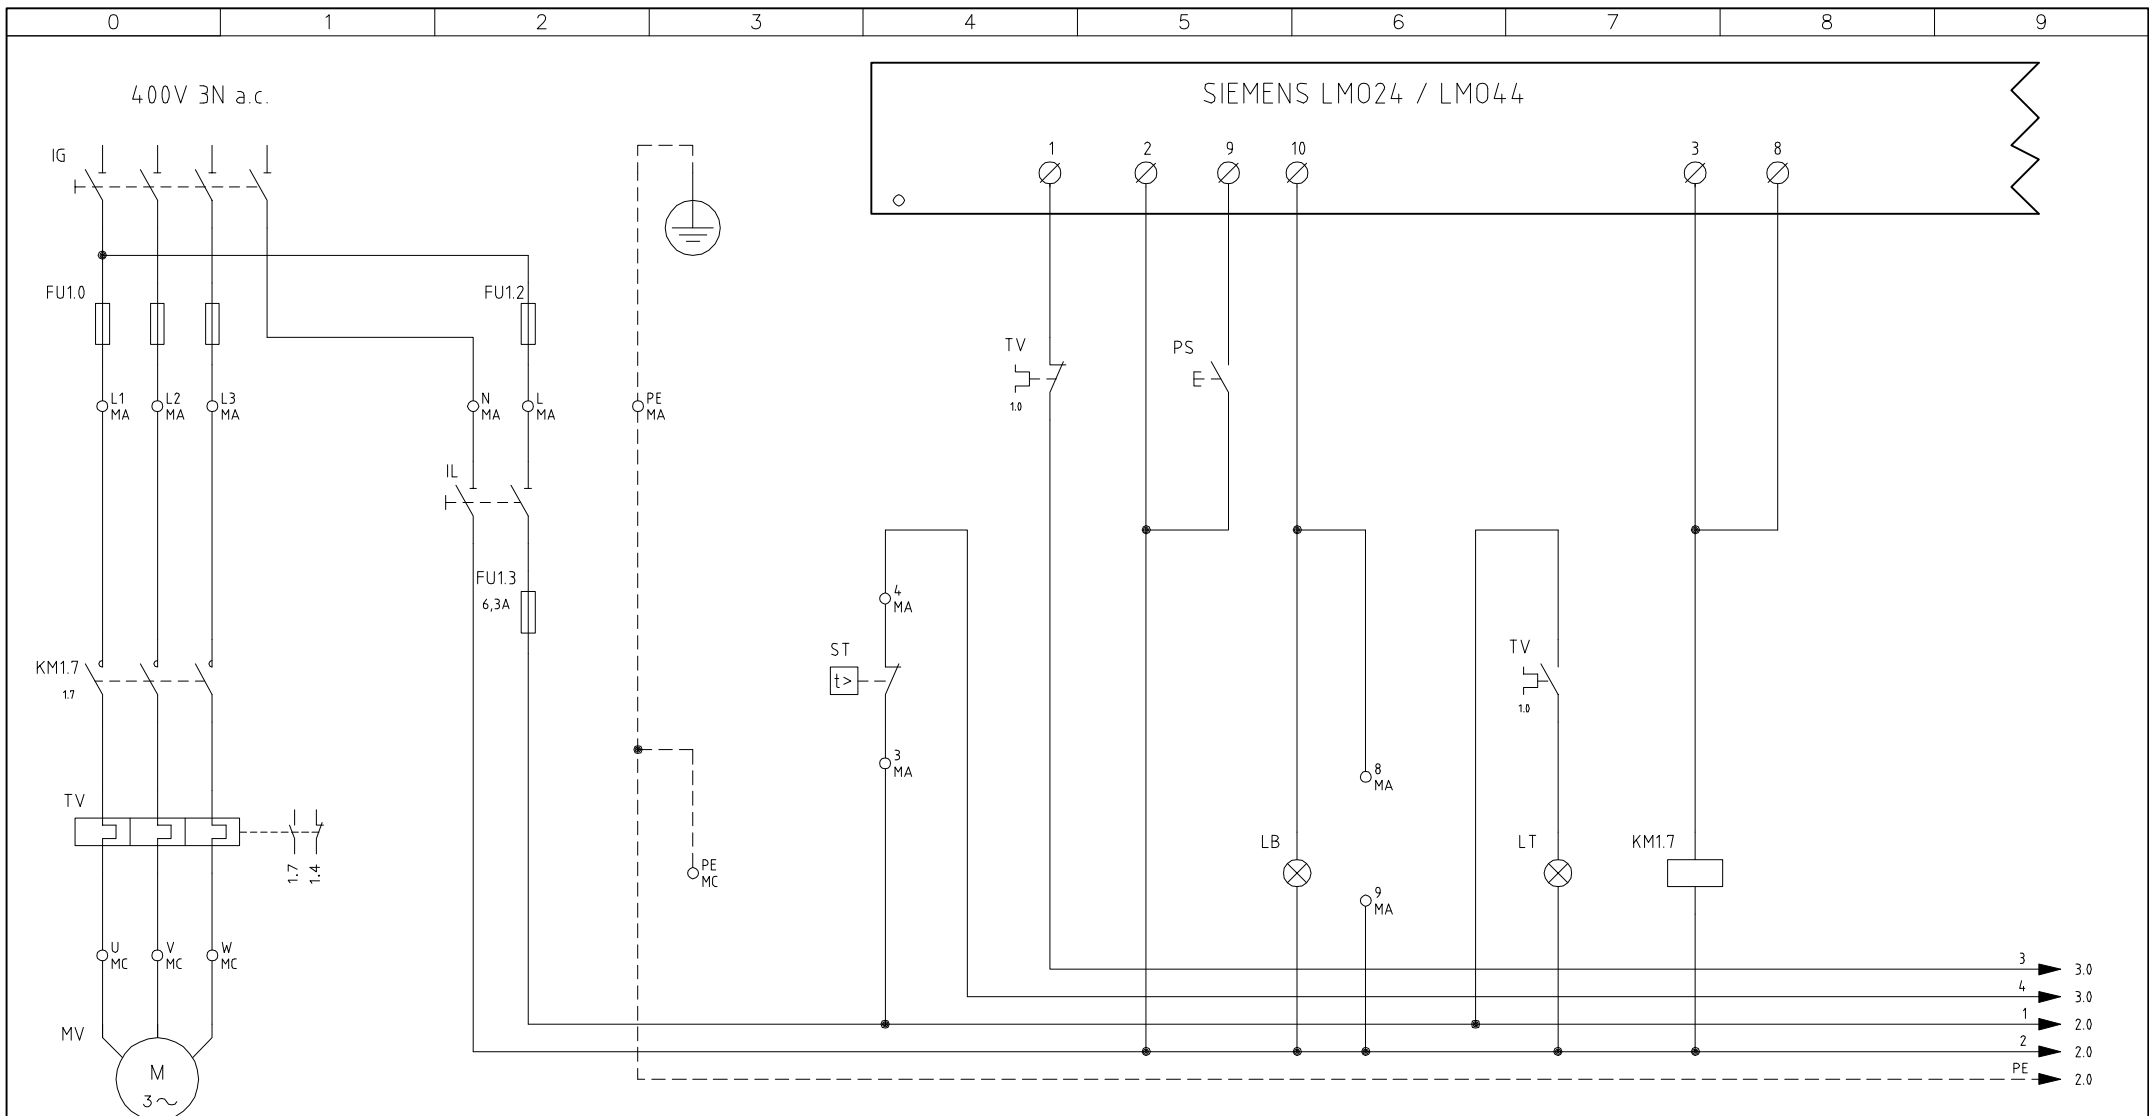 0 1 2 3 4 5 6 7 8 9
400V 3N a.c.
SIEMENS LMO24 / LMO44
1 2 9 10 3 8
IG
FU1.0
FU1.2
TV
1.0
PS
L1
MA
L2
MA
L3
MA
N
MA
L
MA
PE
MA
IL
FU1.3
6,3A
4
MA
ST
t>
3
MA
KM1.7
1.7
TV
1.0
8
MA
TV
1.7
1.4
PE
MC
LB
9
MA
LT
KM1.7
U
MC
V
MC
W
MC
MV
M
3~
3 3.0
4 3.0
1 2.0
2 2.0
PE 2.0